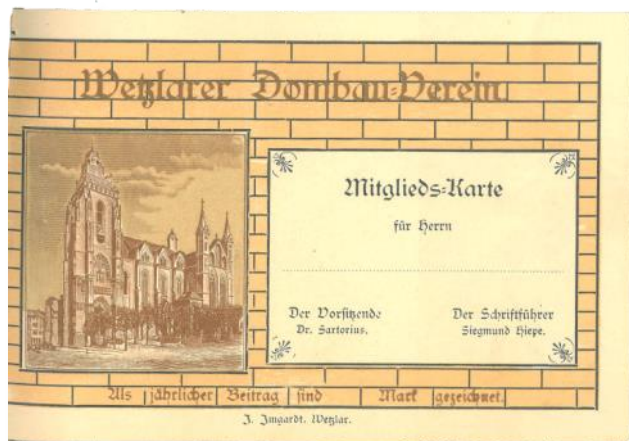 Wetzlarer Dombau=Verein.
Mitglieds=Karte
für Herrn
Der Vorsitzende
Dr. Sartorius.
Der Schriftführer
Siegmund Hiepe.
Als jährlicher Beitrag sind Mark gezeichnet.
J. Imgardt. Wetzlar.